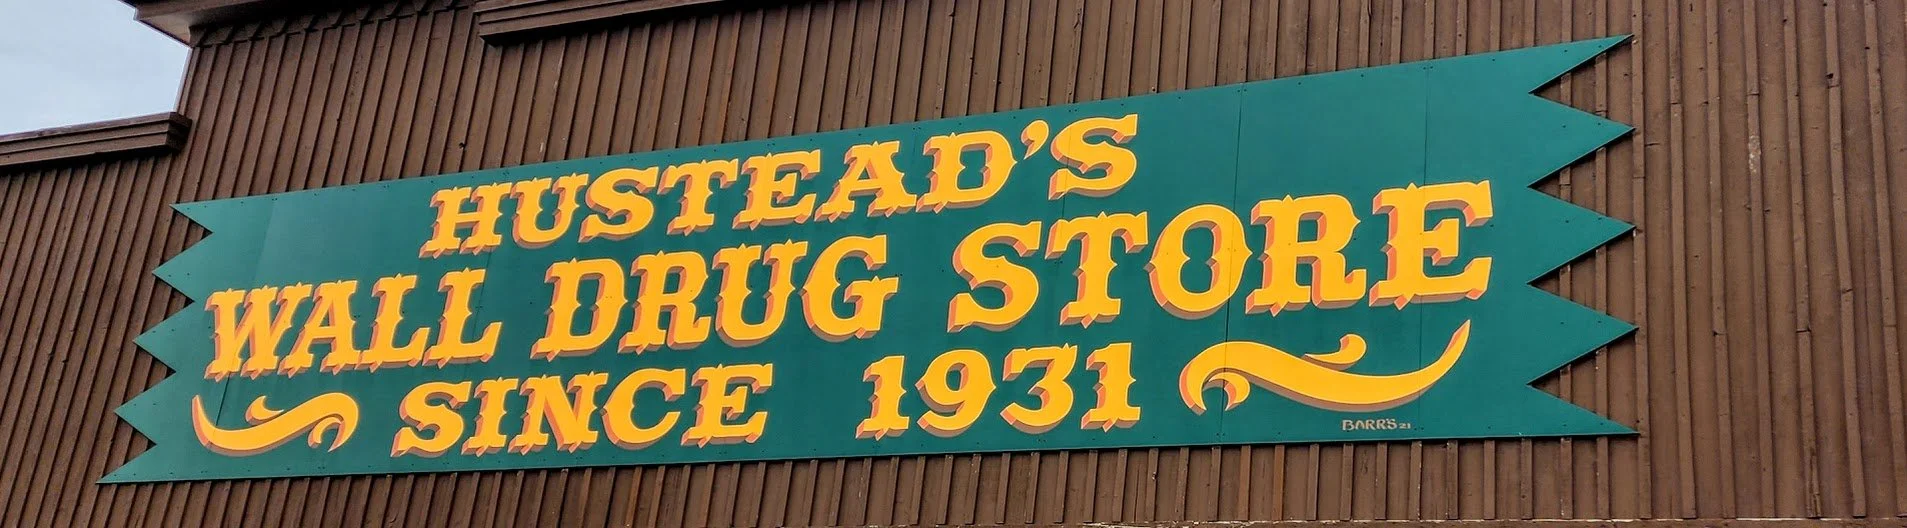 HUSTEAD'S
WALL DRUG STORE
SINCE 1931
BARR'S 21